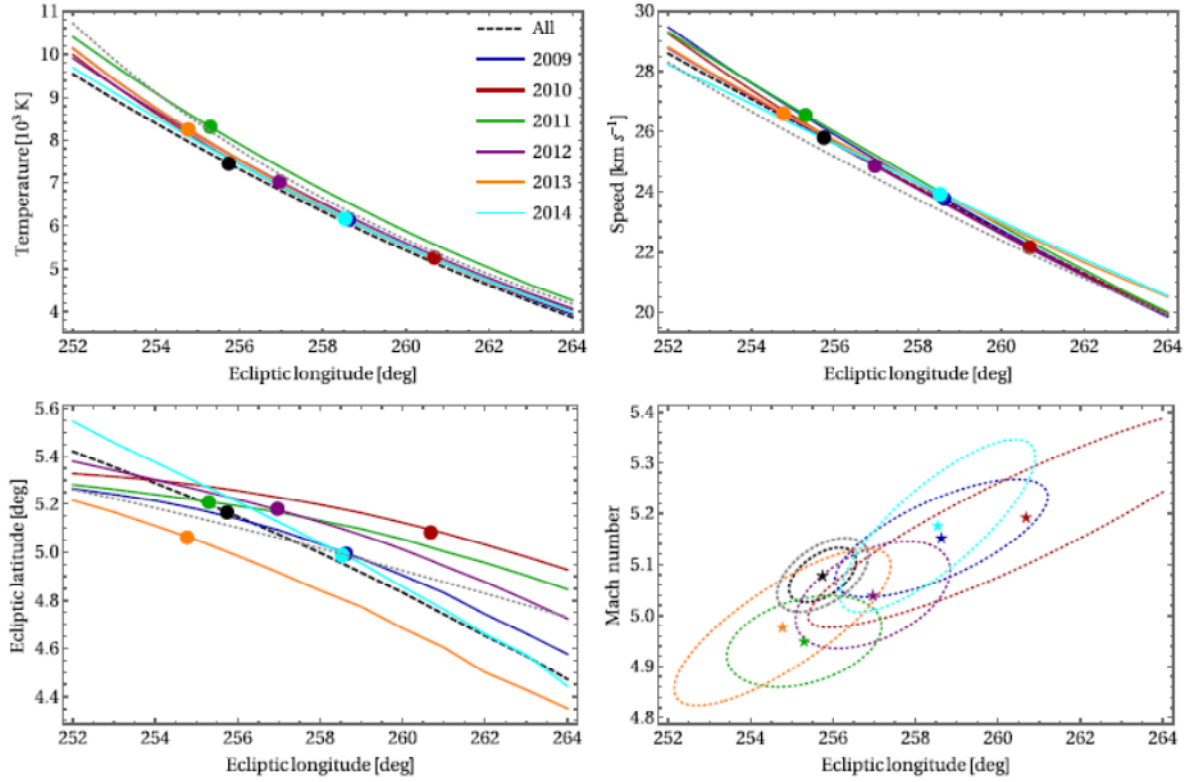 Temperature [10³ K]
11
10
9
8
7
6
5
4
All
2009
2010
2011
2012
2013
2014
252 254 256 258 260 262 264
Ecliptic longitude [deg]
Speed [km s⁻¹]
30
28
26
24
22
20
252 254 256 258 260 262 264
Ecliptic longitude [deg]
Ecliptic latitude [deg]
5.6
5.4
5.2
5.0
4.8
4.6
4.4
252 254 256 258 260 262 264
Ecliptic longitude [deg]
Mach number
5.4
5.3
5.2
5.1
5.0
4.9
4.8
252 254 256 258 260 262 264
Ecliptic longitude [deg]